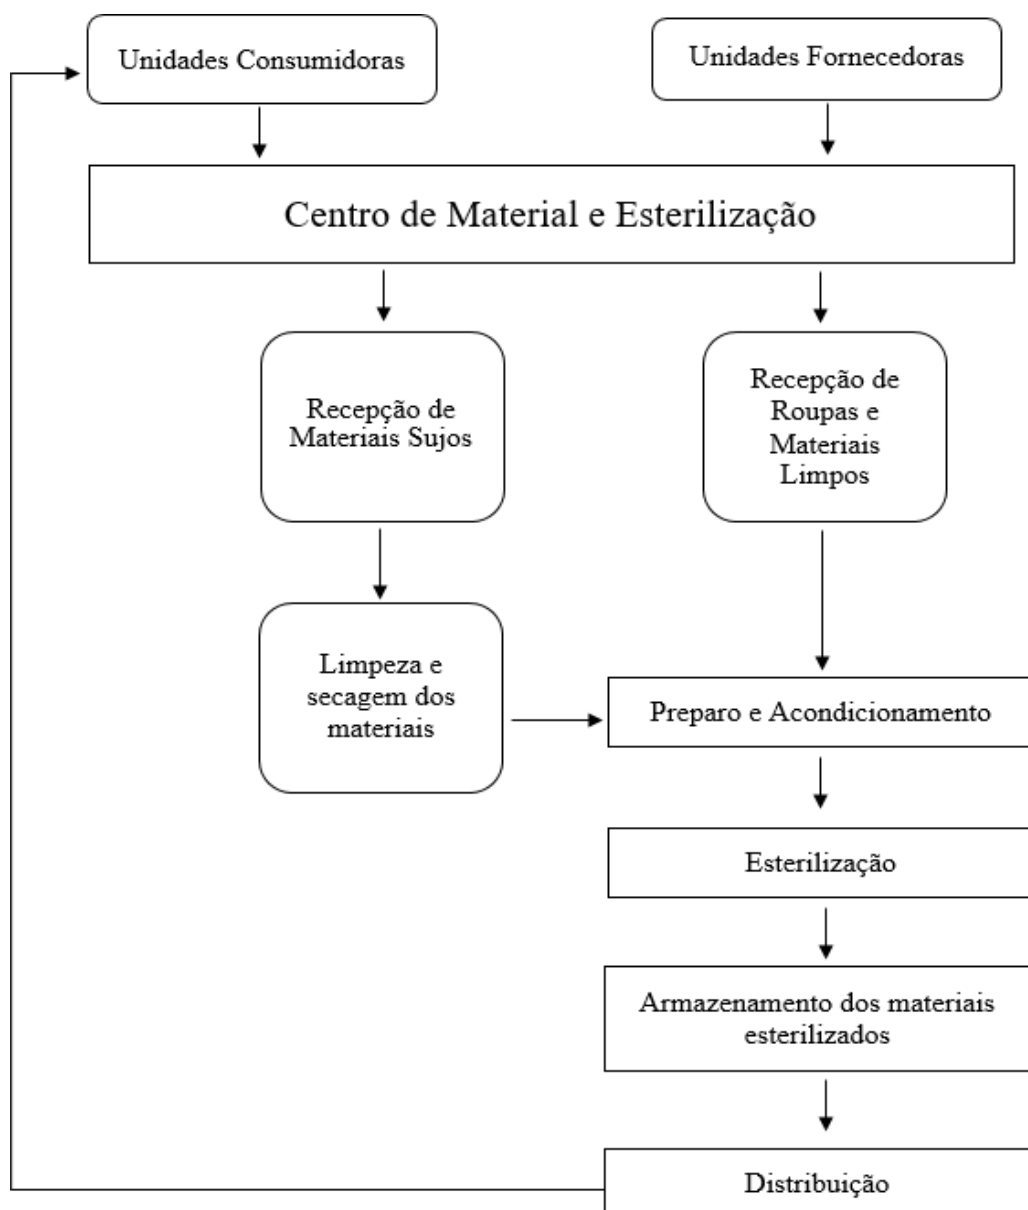 Unidades Consumidoras
Unidades Fornecedoras
Centro de Material e Esterilização
Recepção de
Materiais Sujos
Recepção de
Roupas e
Materiais
Limpos
Limpeza e
secagem dos
materiais
Preparo e Acondicionamento
Esterilização
Armazenamento dos materiais
esterilizados
Distribuição